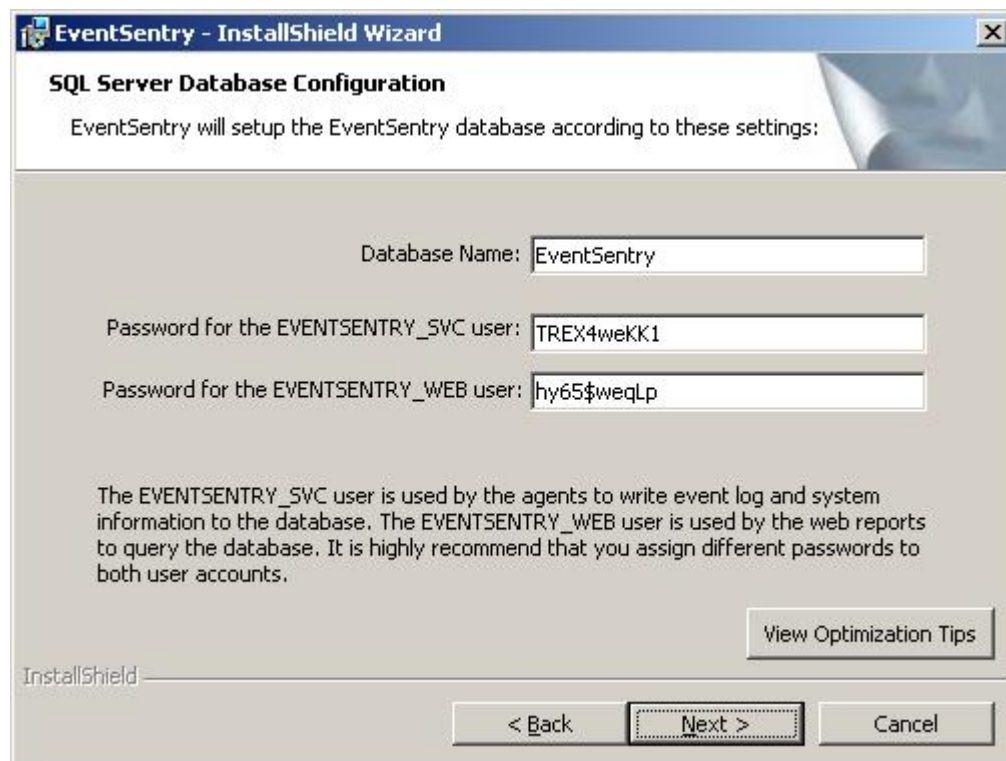 EventSentry - InstallShield Wizard
SQL Server Database Configuration
EventSentry will setup the EventSentry database according to these settings:
Database Name: EventSentry
Password for the EVENTSENTRY_SVC user: TREX4weKK1
Password for the EVENTSENTRY_WEB user: hy65$weqLp
The EVENTSENTRY_SVC user is used by the agents to write event log and system
information to the database. The EVENTSENTRY_WEB user is used by the web reports
to query the database. It is highly recommend that you assign different passwords to
both user accounts.
View Optimization Tips
InstallShield
< Back Next > Cancel